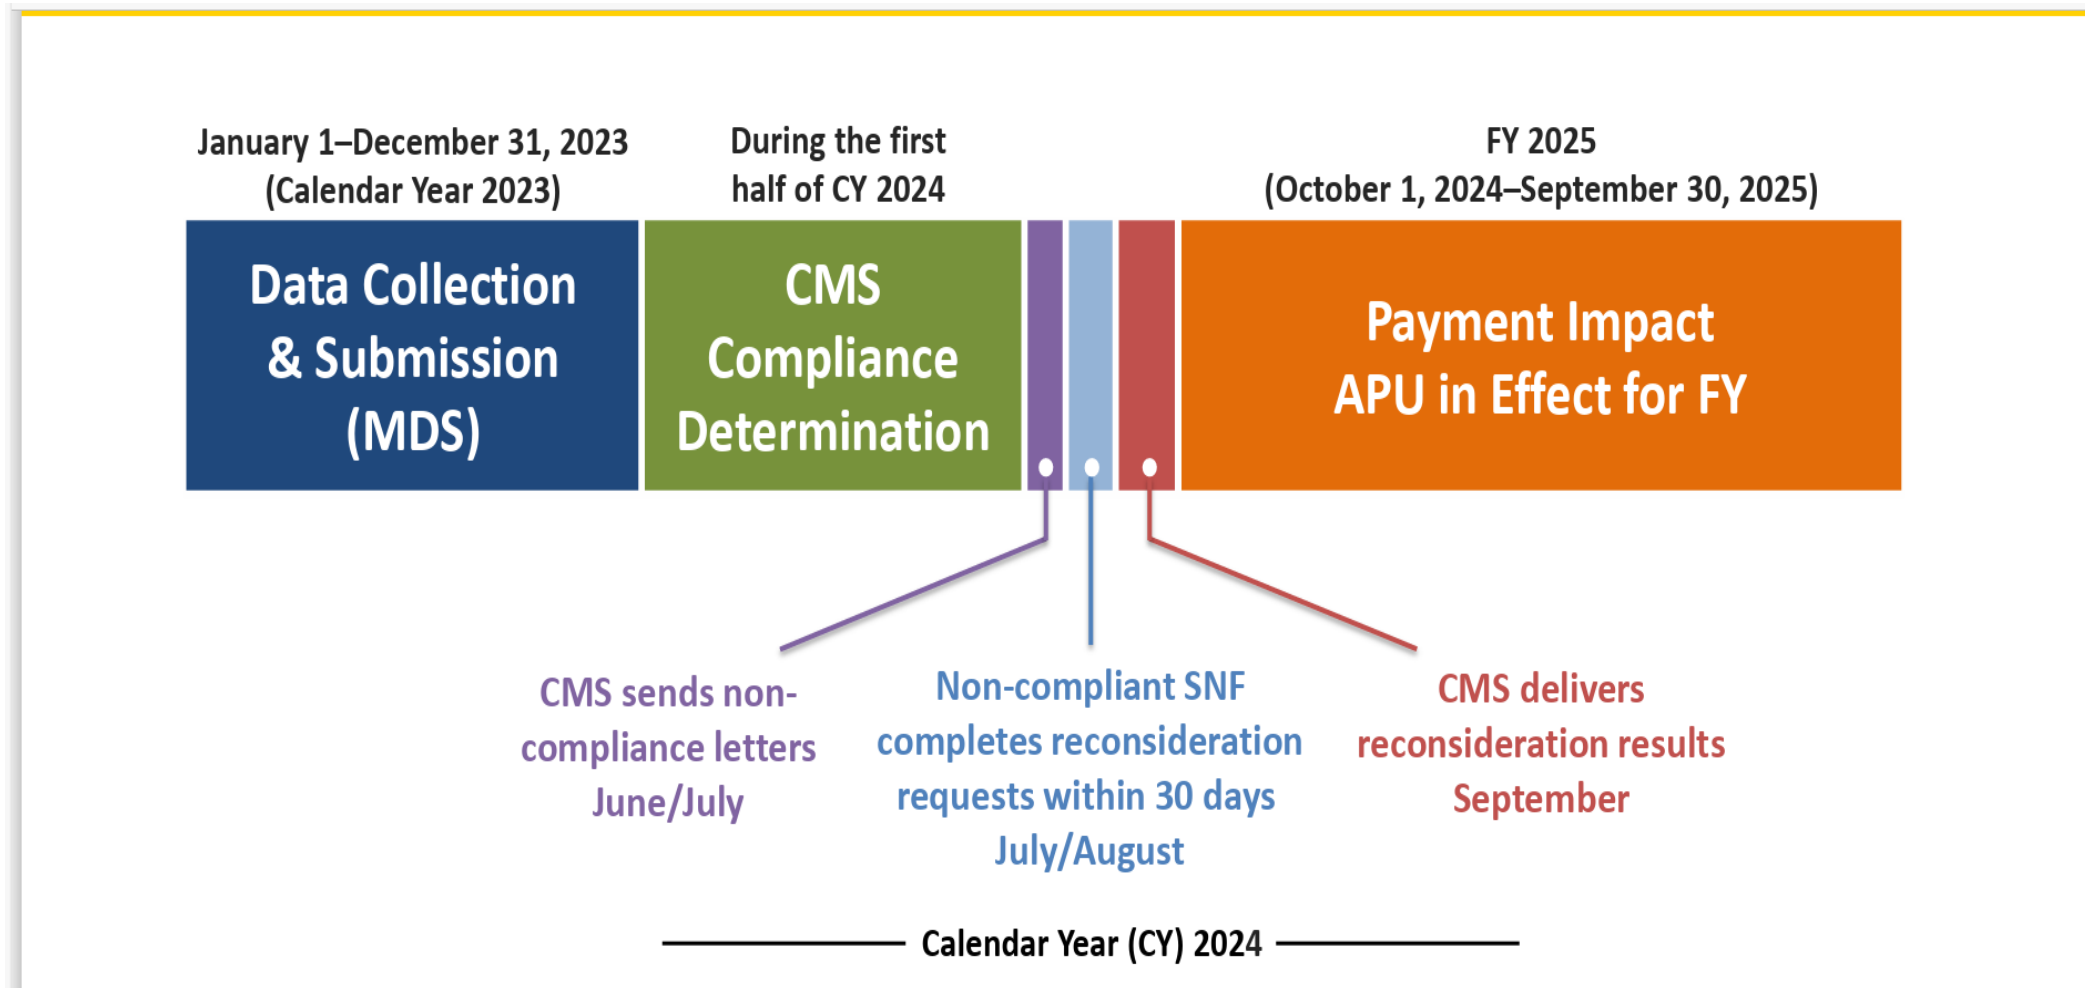 January 1–December 31, 2023
(Calendar Year 2023)
During the first
half of CY 2024
FY 2025
(October 1, 2024–September 30, 2025)
Data Collection
& Submission
(MDS)
CMS
Compliance
Determination
Payment Impact
APU in Effect for FY
CMS sends non-
compliance letters
June/July
Non-compliant SNF
completes reconsideration
requests within 30 days
July/August
CMS delivers
reconsideration results
September
Calendar Year (CY) 2024